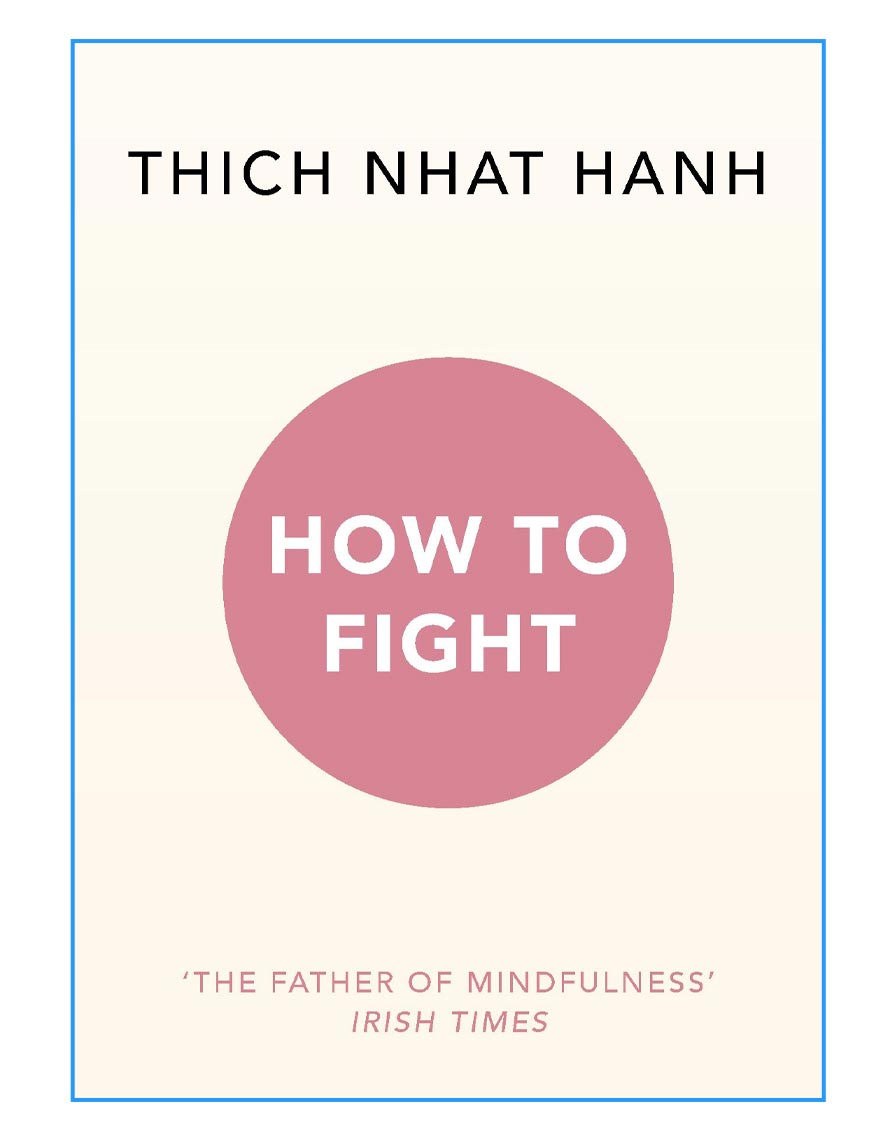 THICH NHAT HANH
HOW TO
FIGHT
‘THE FATHER OF MINDFULNESS’
IRISH TIMES